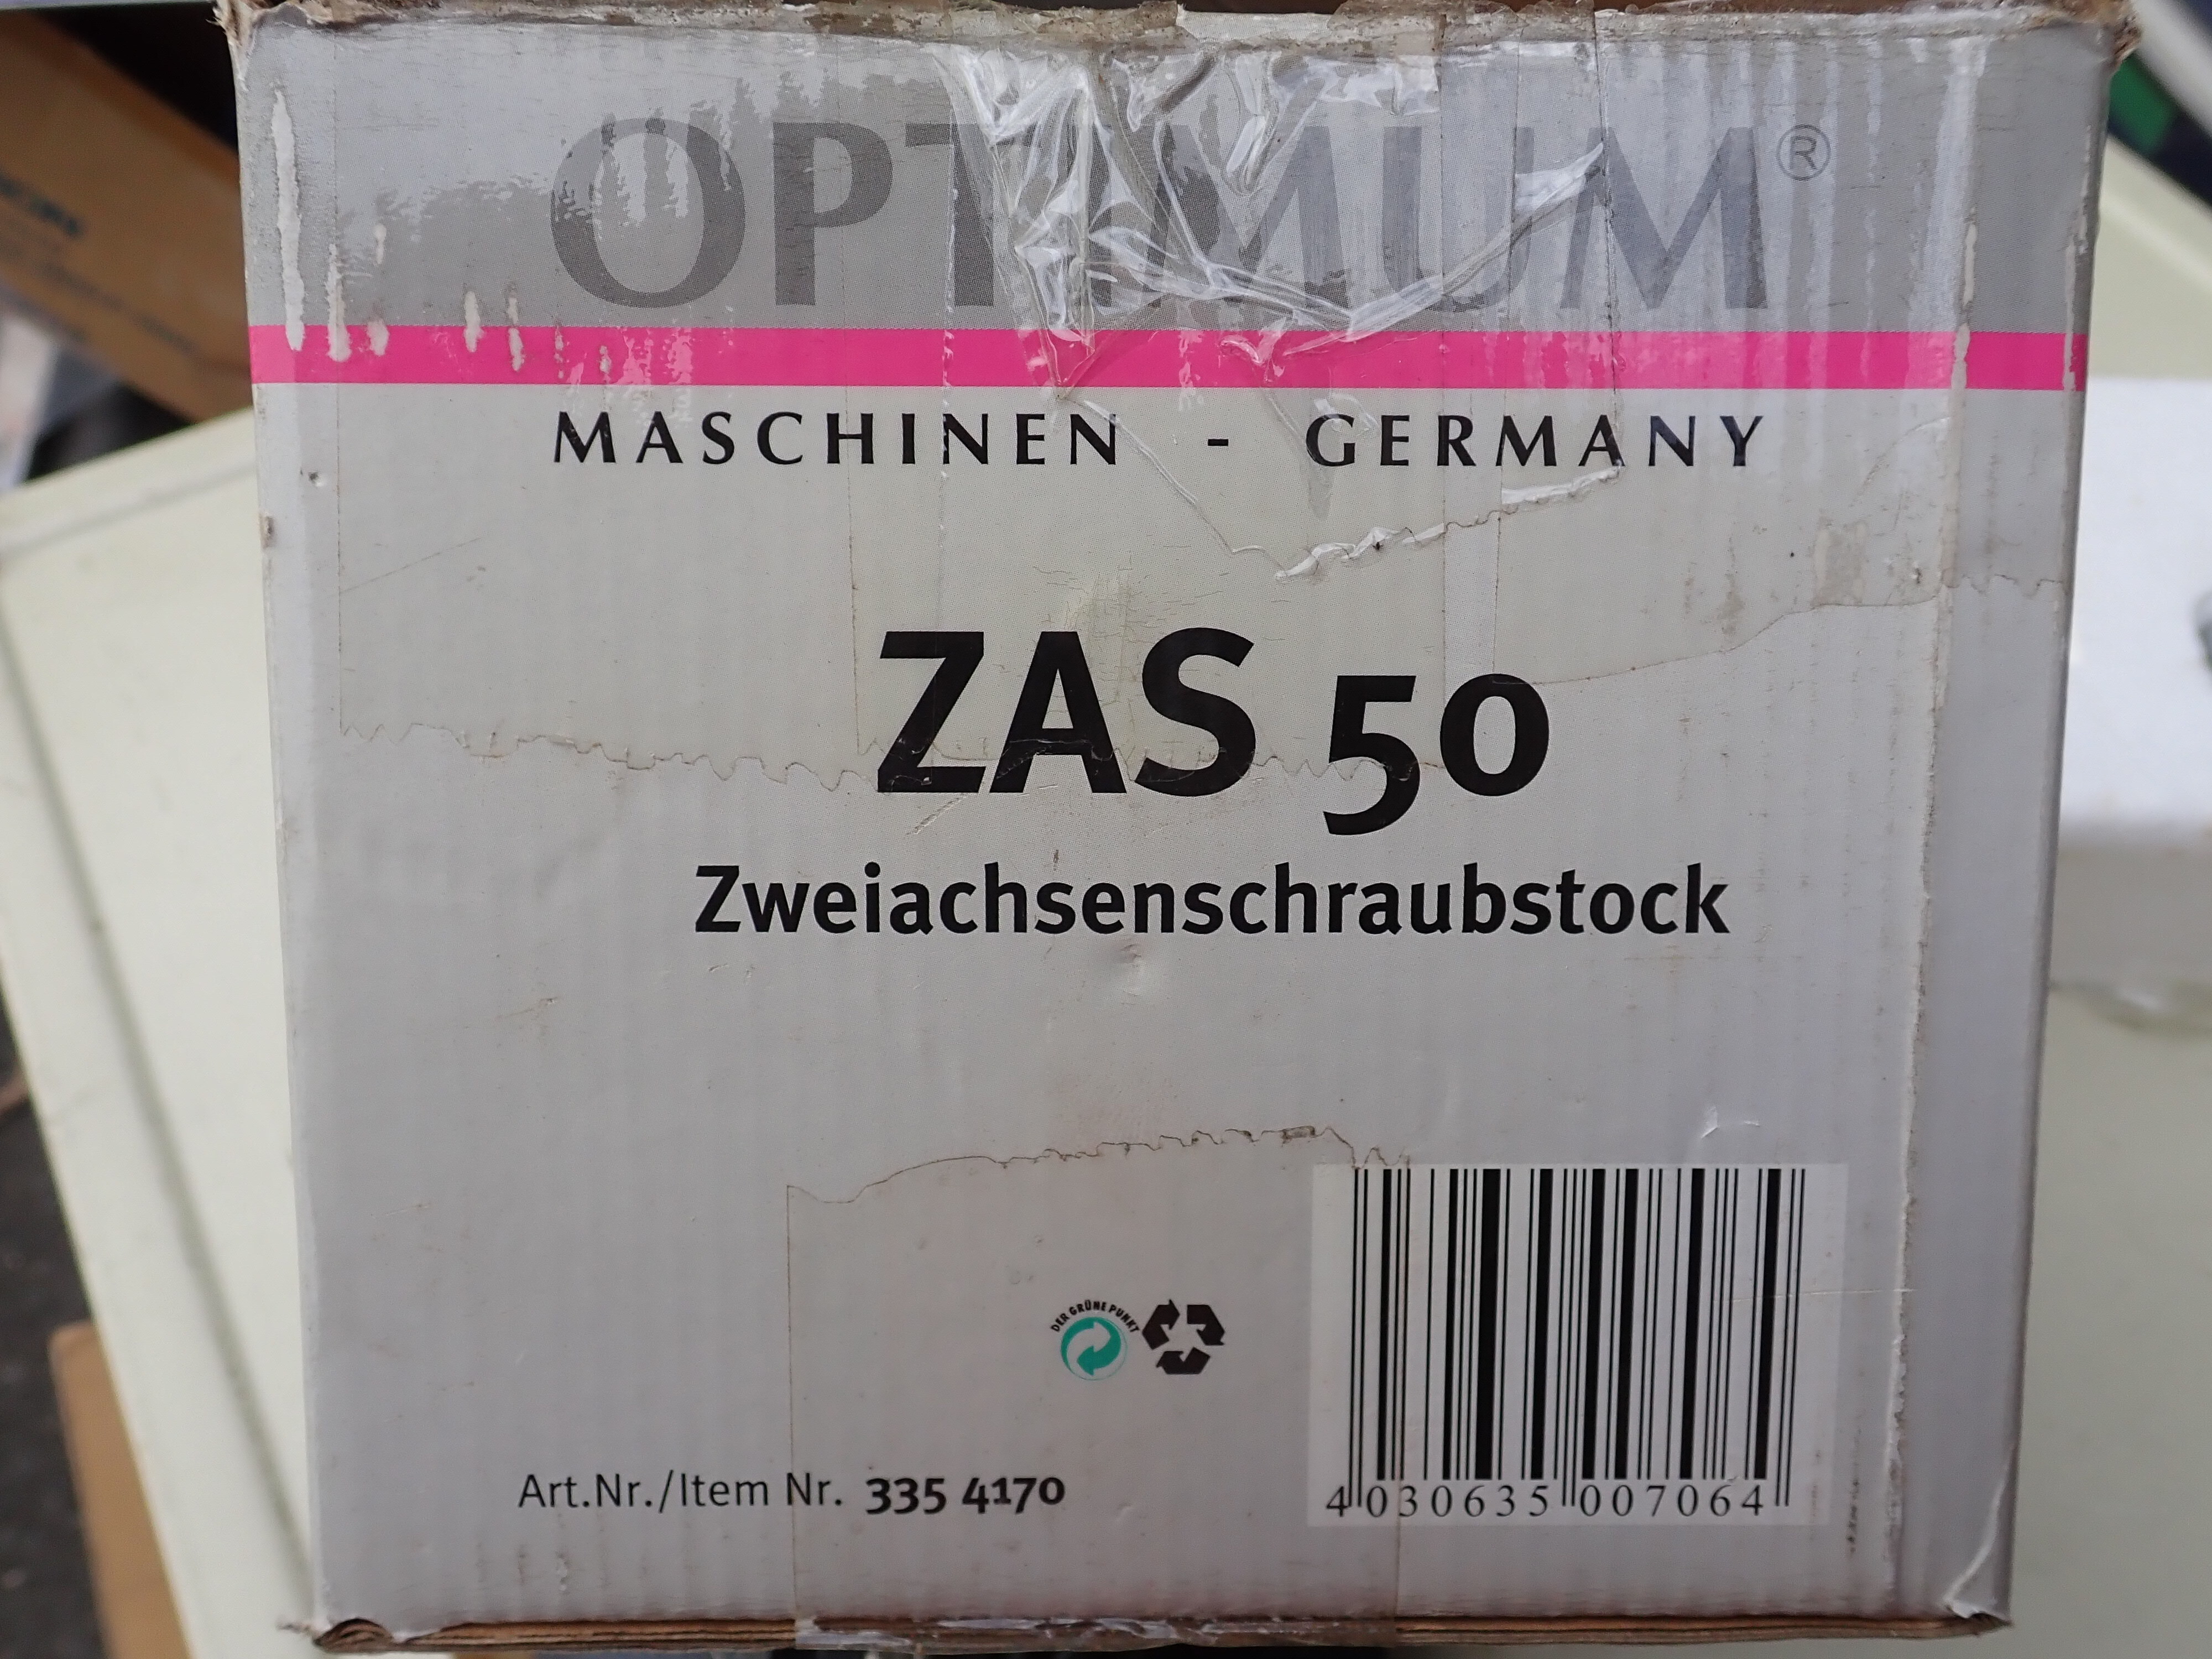 OPTIMUM®
MASCHINEN - GERMANY
ZAS 50
Zweiachsenschraubstock
DER GRÜNE PUNKT
Art.Nr./Item Nr. 335 4170
4 030635 007064